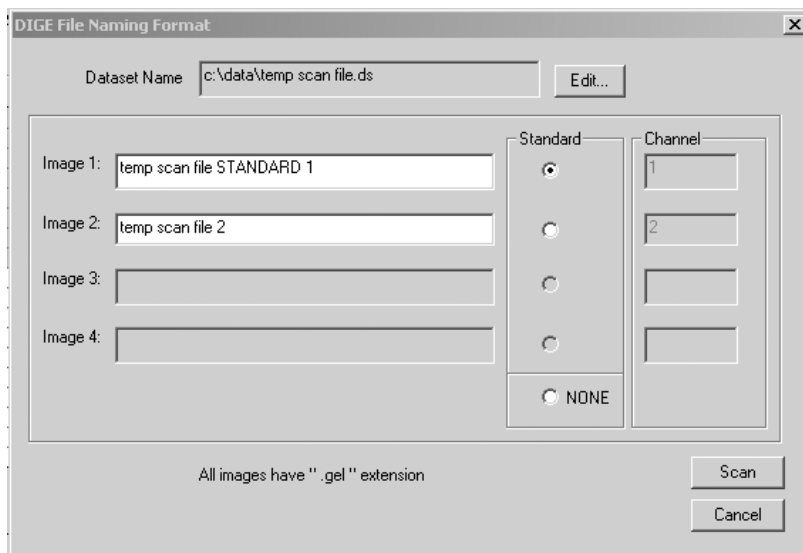 DIGE File Naming Format
Dataset Name c:\data\temp scan file.ds Edit...
Standard Channel
Image 1: temp scan file STANDARD 1 1
Image 2: temp scan file 2 2
Image 3:
Image 4:
NONE
All images have " .gel " extension Scan
Cancel